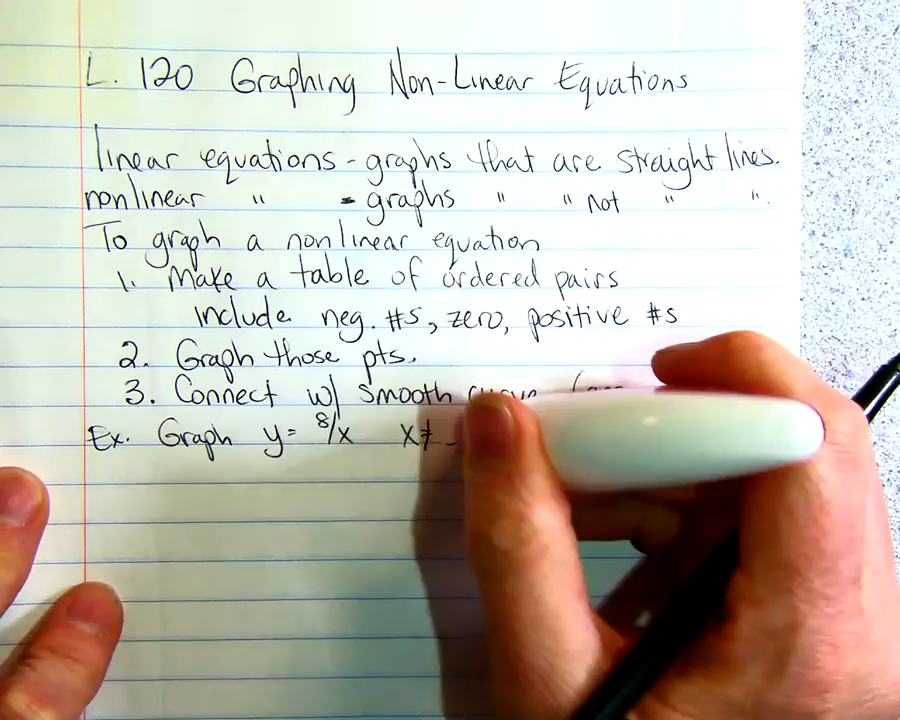 L. 120 Graphing Non-Linear Equations
linear equations - graphs that are straight lines.
nonlinear " - graphs " " not " ".
To graph a nonlinear equation
1. Make a table of ordered pairs
include neg. #s, zero, positive #s
2. Graph those pts.
3. Connect w/ smooth
Ex. Graph y= 8/x x≠